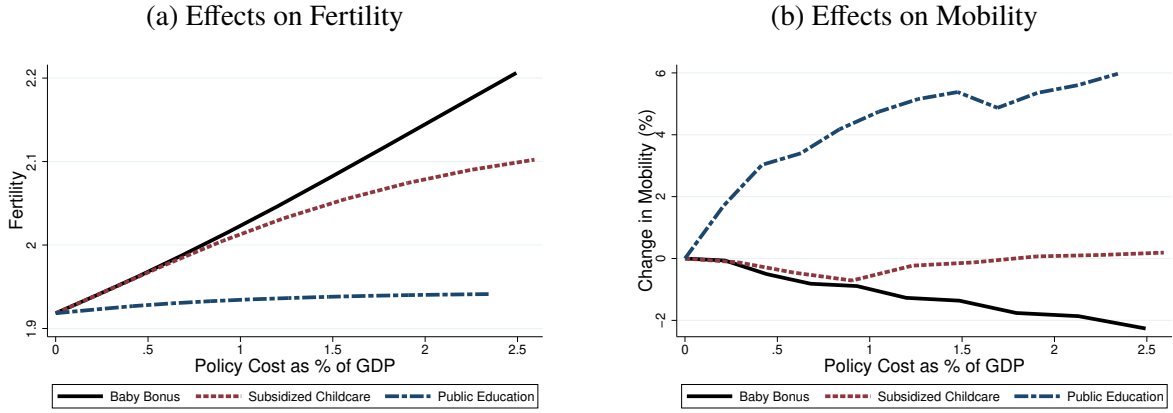 (a) Effects on Fertility
Fertility
2.2
2.1
2
1.9
0 .5 1 1.5 2 2.5
Policy Cost as % of GDP
Baby Bonus Subsidized Childcare Public Education
(b) Effects on Mobility
Change in Mobility (%)
6
4
2
0
−2
0 .5 1 1.5 2 2.5
Policy Cost as % of GDP
Baby Bonus Subsidized Childcare Public Education